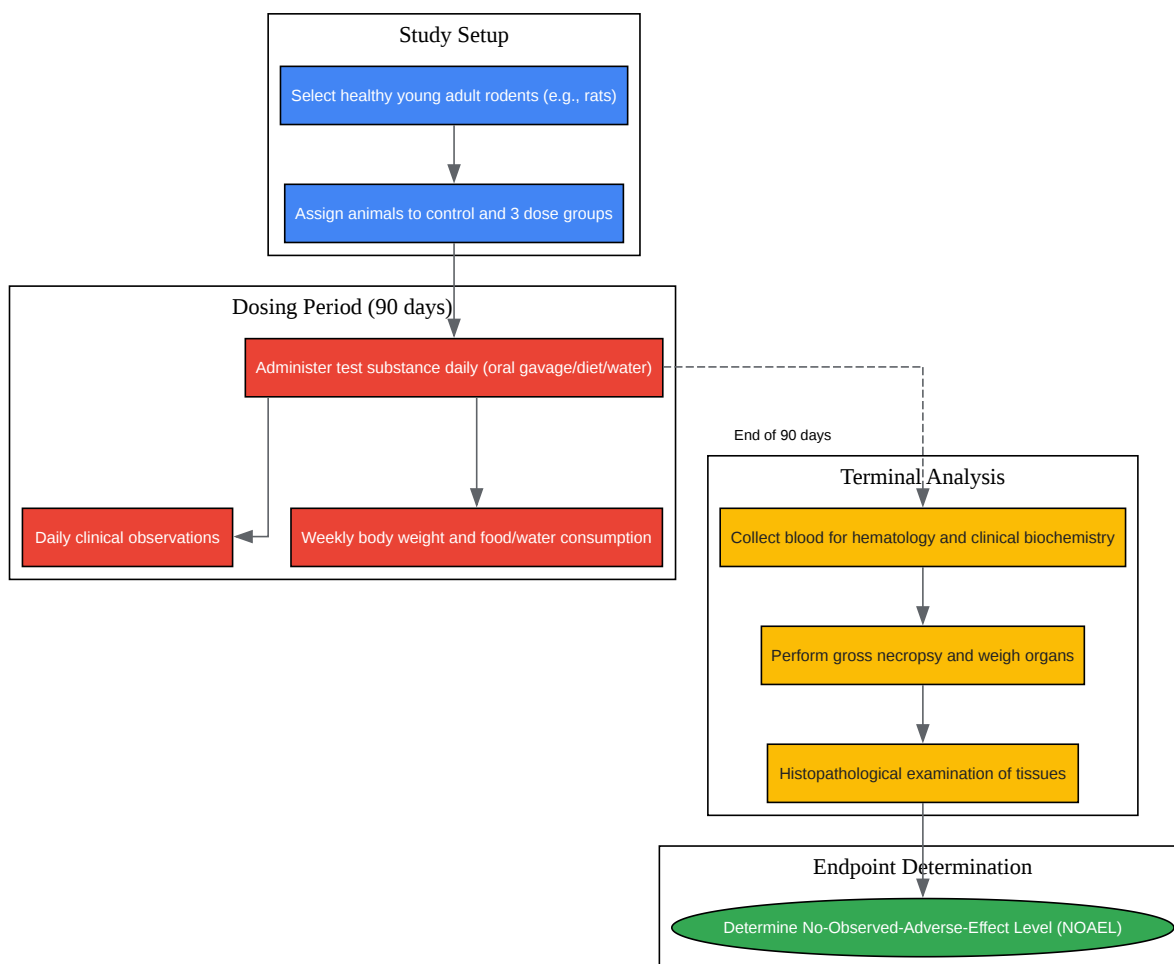 Study Setup
Select healthy young adult rodents (e.g., rats)
Assign animals to control and 3 dose groups
Dosing Period (90 days)
Administer test substance daily (oral gavage/diet/water)
Daily clinical observations
Weekly body weight and food/water consumption
End of 90 days
Terminal Analysis
Collect blood for hematology and clinical biochemistry
Perform gross necropsy and weigh organs
Histopathological examination of tissues
Endpoint Determination
Determine No-Observed-Adverse-Effect Level (NOAEL)